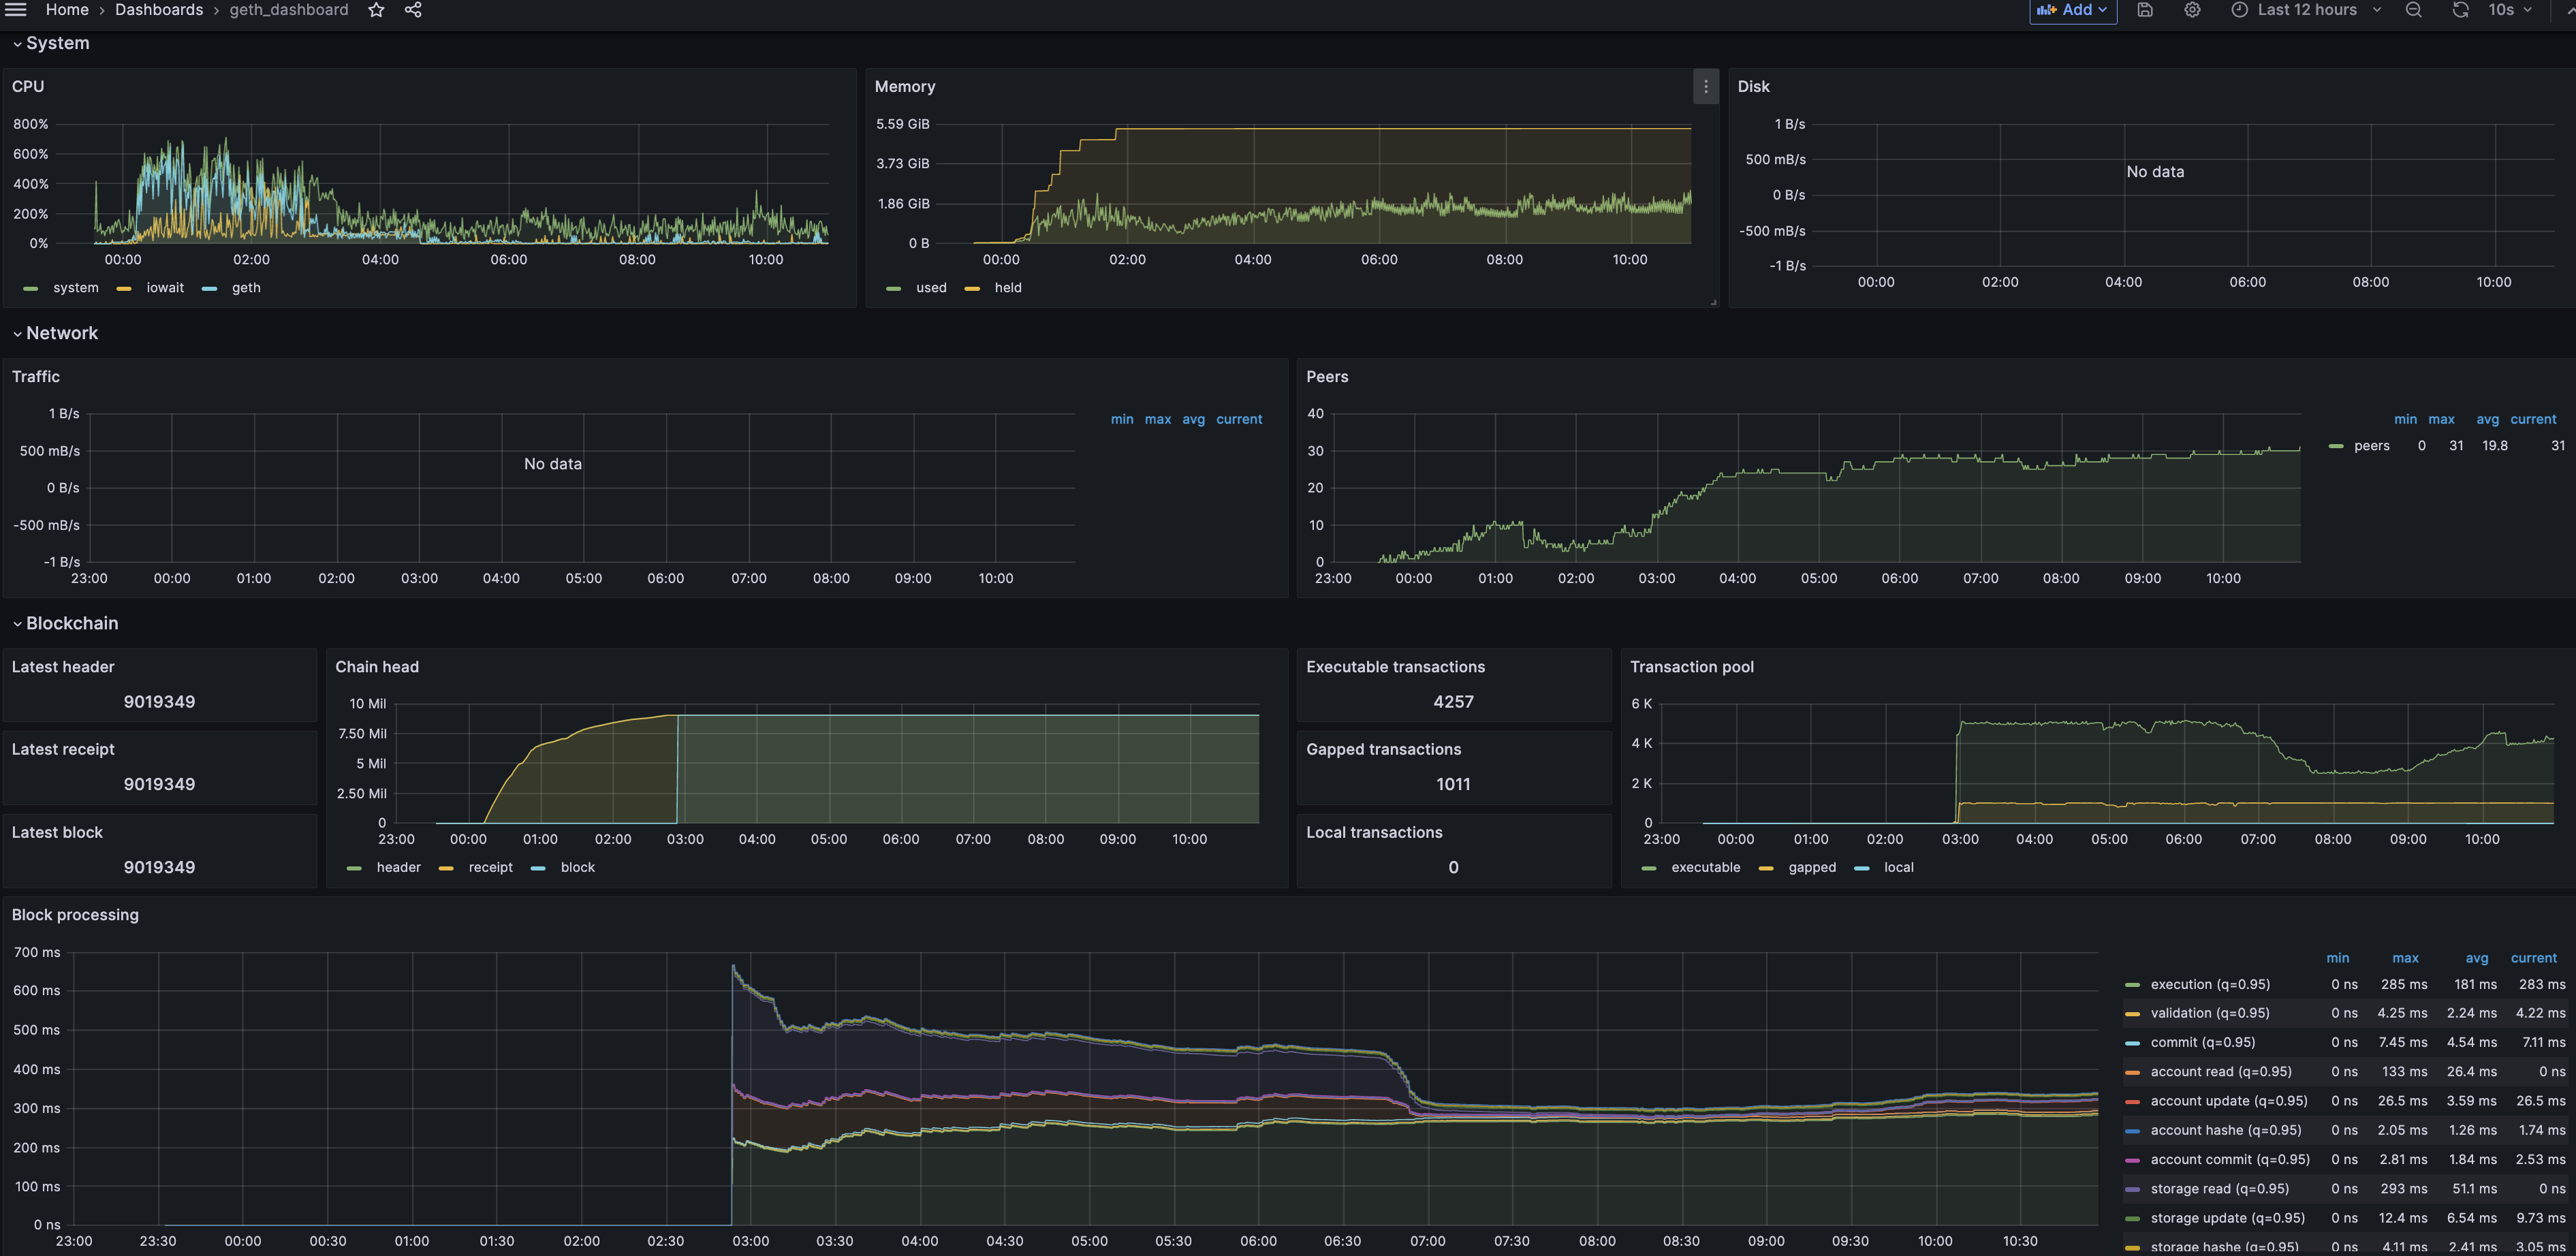 Home › Dashboards › geth_dashboard Add Last 12 hours 10s
System
CPU
800%
600%
400%
200%
0%
00:00 02:00 04:00 06:00 08:00 10:00
system iowait geth
Memory
5.59 GiB
3.73 GiB
1.86 GiB
0 B
00:00 02:00 04:00 06:00 08:00 10:00
used held
Disk
1 B/s
500 mB/s
0 B/s
-500 mB/s
-1 B/s
No data
00:00 02:00 04:00 06:00 08:00 10:00
Network
Traffic
1 B/s
500 mB/s
0 B/s
-500 mB/s
-1 B/s
No data
23:00 00:00 01:00 02:00 03:00 04:00 05:00 06:00 07:00 08:00 09:00 10:00
min max avg current
Peers
40
30
20
10
0
23:00 00:00 01:00 02:00 03:00 04:00 05:00 06:00 07:00 08:00 09:00 10:00
min max avg current
peers 0 31 19.8 31
Blockchain
Latest header
9019349
Latest receipt
9019349
Latest block
9019349
Chain head
10 Mil
7.50 Mil
5 Mil
2.50 Mil
0
23:00 00:00 01:00 02:00 03:00 04:00 05:00 06:00 07:00 08:00 09:00 10:00
header receipt block
Executable transactions
4257
Gapped transactions
1011
Local transactions
0
Transaction pool
6 K
4 K
2 K
0
23:00 00:00 01:00 02:00 03:00 04:00 05:00 06:00 07:00 08:00 09:00 10:00
executable gapped local
Block processing
700 ms
600 ms
500 ms
400 ms
300 ms
200 ms
100 ms
0 ns
23:00 23:30 00:00 00:30 01:00 01:30 02:00 02:30 03:00 03:30 04:00 04:30 05:00 05:30 06:00 06:30 07:00 07:30 08:00 08:30 09:00 09:30 10:00 10:30
min max avg current
execution (q=0.95) 0 ns 285 ms 181 ms 283 ms
validation (q=0.95) 0 ns 4.25 ms 2.24 ms 4.22 ms
commit (q=0.95) 0 ns 7.45 ms 4.54 ms 7.11 ms
account read (q=0.95) 0 ns 133 ms 26.4 ms 0 ns
account update (q=0.95) 0 ns 26.5 ms 3.59 ms 26.5 ms
account hashe (q=0.95) 0 ns 2.05 ms 1.26 ms 1.74 ms
account commit (q=0.95) 0 ns 2.81 ms 1.84 ms 2.53 ms
storage read (q=0.95) 0 ns 293 ms 51.1 ms 0 ns
storage update (q=0.95) 0 ns 12.4 ms 6.54 ms 9.73 ms
storage hashe (q=0.95) 0 ns 4.11 ms 2.41 ms 3.05 ms